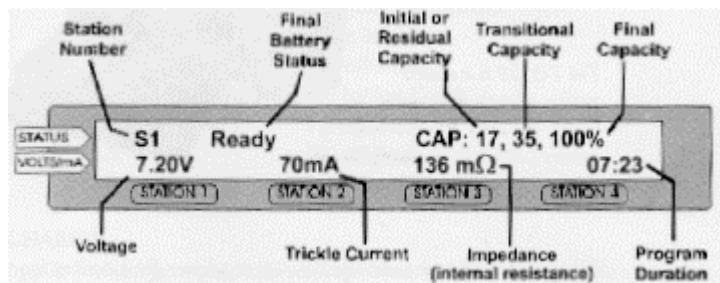 Station
Number
Final
Battery
Status
Initial or
Residual
Capacity
Transitional
Capacity
Final
Capacity
STATUS
S1 Ready CAP: 17, 35, 100%
VOLTS/mA
7.20V 70mA 136 mΩ 07:23
STATION 1 STATION 2 STATION 3 STATION 4
Voltage
Trickle Current
Impedance
(internal resistance)
Program
Duration